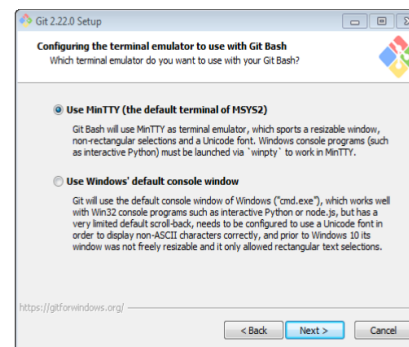 Git 2.22.0 Setup
Configuring the terminal emulator to use with Git Bash
Which terminal emulator do you want to use with your Git Bash?
Use MinTTY (the default terminal of MSYS2)
Git Bash will use MinTTY as terminal emulator, which sports a resizable window,
non-rectangular selections and a Unicode font. Windows console programs (such
as interactive Python) must be launched via `winpty` to work in MinTTY.
Use Windows' default console window
Git will use the default console window of Windows ("cmd.exe"), which works well
with Win32 console programs such as interactive Python or node.js, but has a
very limited default scroll-back, needs to be configured to use a Unicode font in
order to display non-ASCII characters correctly, and prior to Windows 10 its
window was not freely resizable and it only allowed rectangular text selections.
https://gitforwindows.org/
< Back Next > Cancel